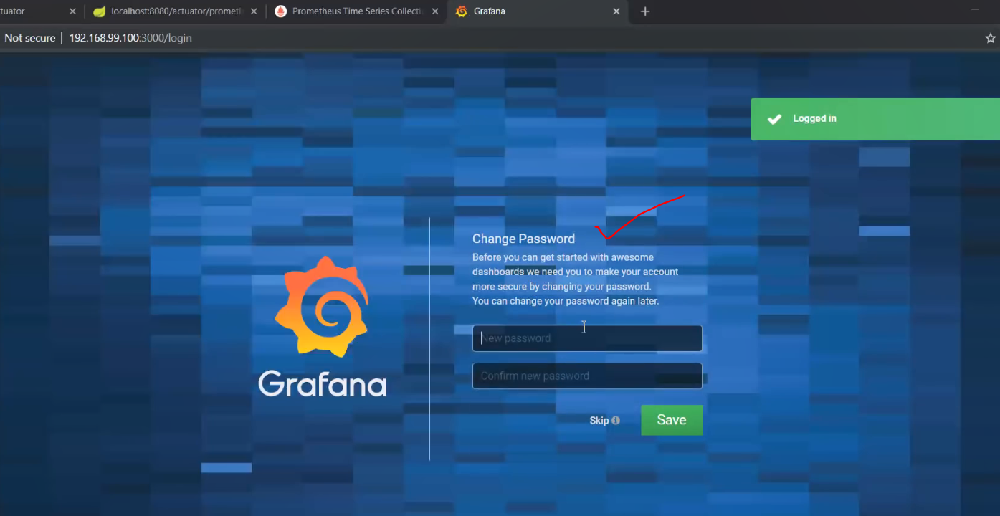 tuator
localhost:8080/actuator/prometh
Prometheus Time Series Collecti
Grafana
Not secure | 192.168.99.100:3000/login
Logged in
Change Password
Before you can get started with awesome
dashboards we need you to make your account
more secure by changing your password.
You can change your password again later.
New password
Confirm new password
Grafana
Skip
Save